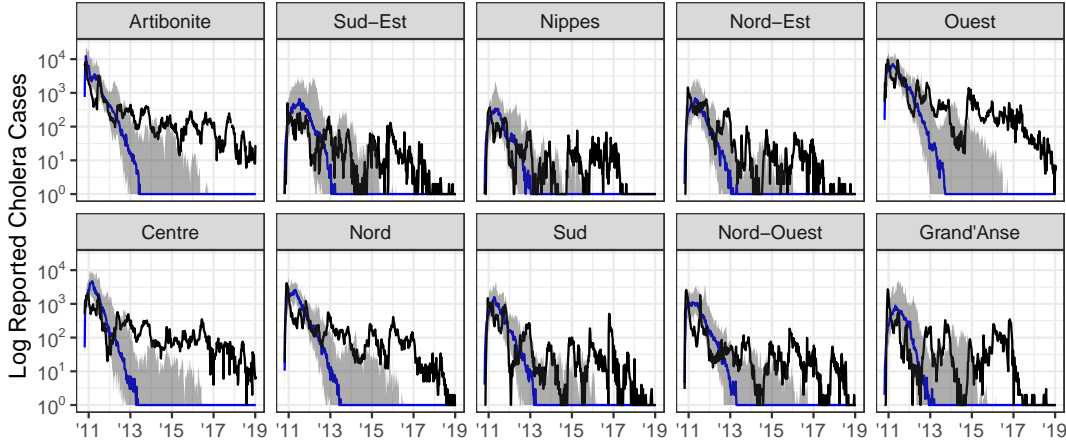 Artibonite Sud−Est Nippes Nord−Est Ouest
Log Reported Cholera Cases
10⁴
10³
10²
10¹
10⁰
Centre Nord Sud Nord−Ouest Grand'Anse
10⁴
10³
10²
10¹
10⁰
'11 '13 '15 '17 '19 '11 '13 '15 '17 '19 '11 '13 '15 '17 '19 '11 '13 '15 '17 '19 '11 '13 '15 '17 '19